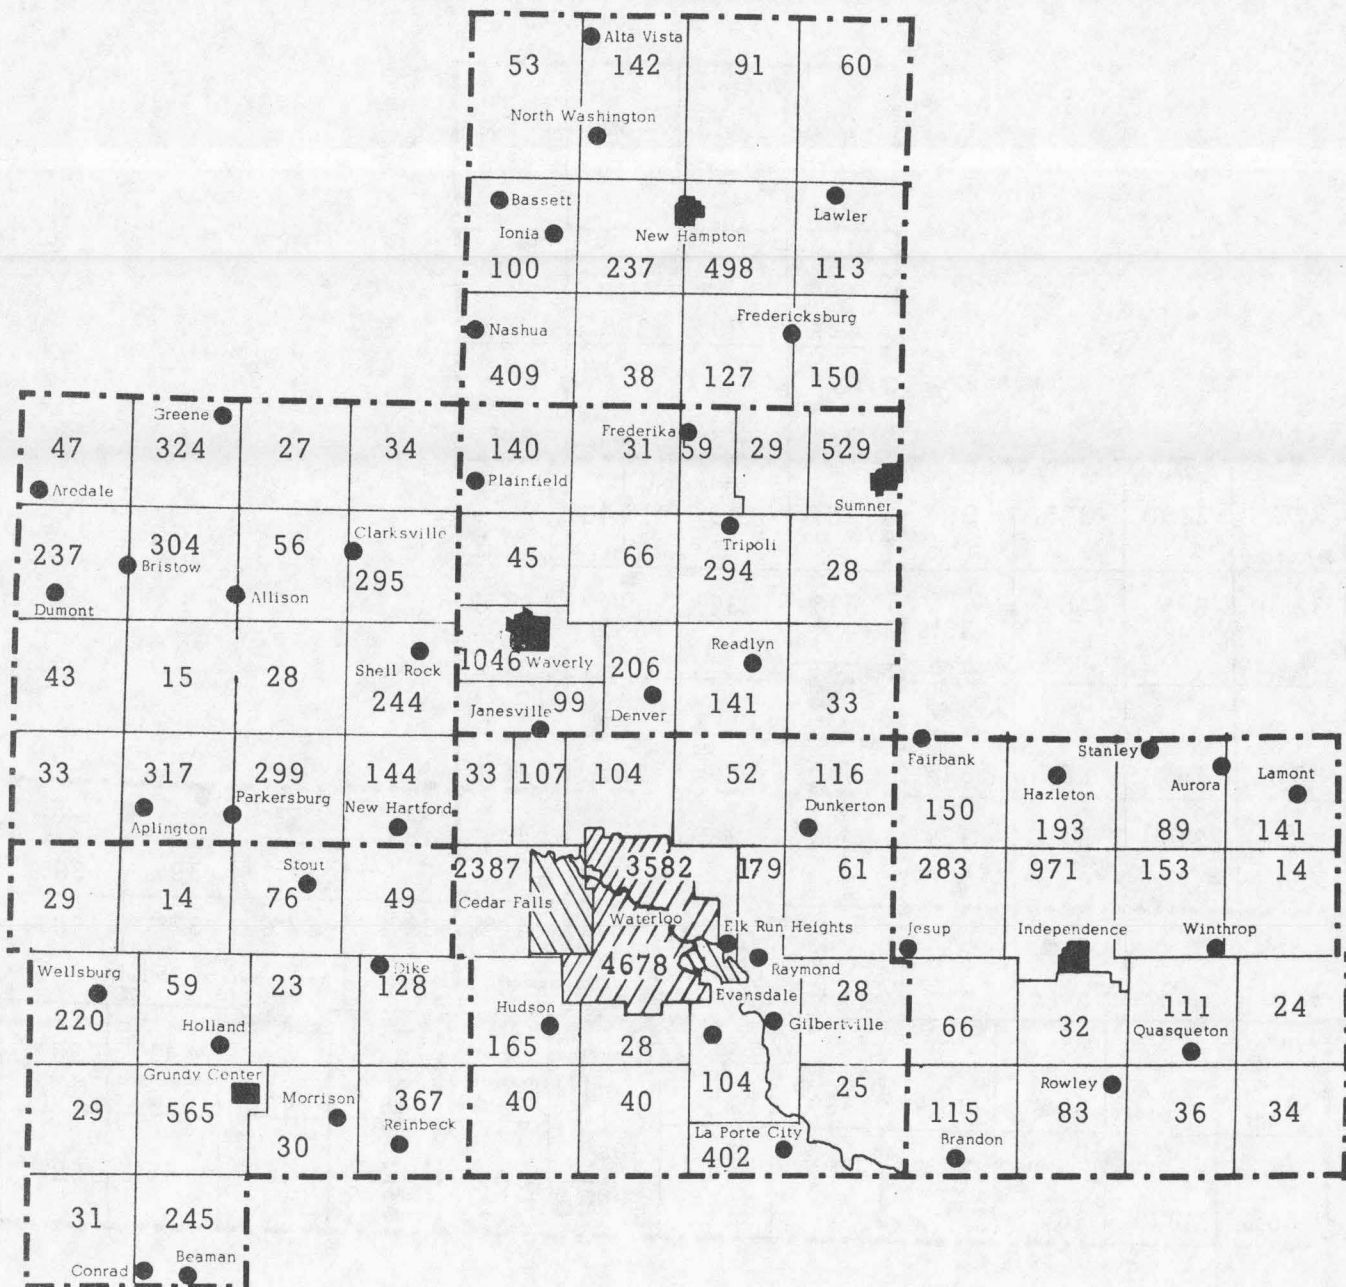 Alta Vista
53 142 91 60
North Washington
Bassett
Lawler
Ionia
New Hampton
100 237 498 113
Fredericksburg
Nashua
409 38 127 150
Greene
47 324 27 34
Frederika
140 31 59 29 529
Aredale
Plainfield
Sumner
Clarksville
237 304 56
Bristow
295
Tripoli
45 66 294 28
Dumont
Allison
Readlyn
1046 Waverly 206
Shell Rock
43 15 28 244
Janesville 99 Denver 141 33
33 317 299 144
Parkersburg New Hartford
Aplington
33 107 104 52 116
Dunkerton
Fairbank
Stanley
Hazleton
Aurora
Lamont
150 193 89 141
Stout
29 14 76 49
2387 3582 179 61
283 971 153 14
Cedar Falls
Waterloo
Elk Run Heights
Jesup
Independence
Winthrop
4678
Raymond
Wellsburg
59 23 Dike
128
220
Holland
Evansdale 28
Hudson
Gilbertville
165 28
66 32 111 24
Quasqueton
Grundy Center
29 565 Morrison 367
Reinbeck
30
40 40 104 25
Rowley
115 83 36 34
Brandon
La Porte City
402
31 245
Beaman
Conrad